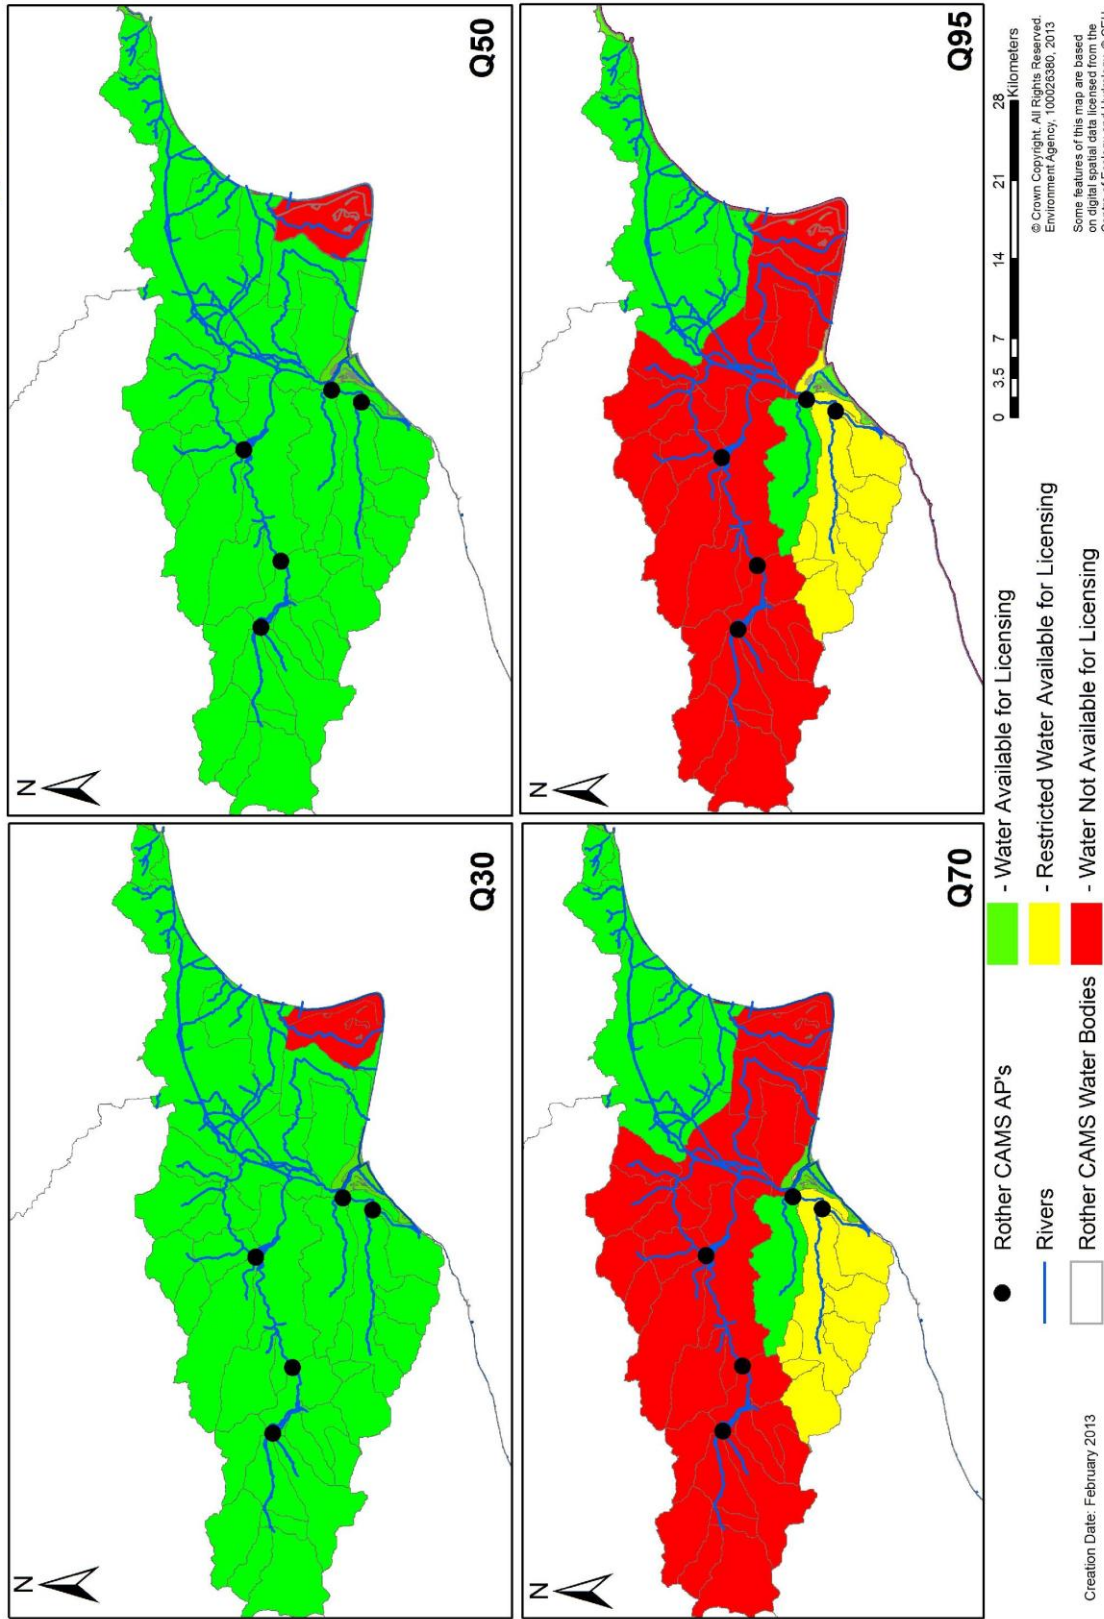 N
Q30
N
Q50
N
Q70
N
Q95
Rother CAMS AP's
Rivers
Rother CAMS Water Bodies
- Water Available for Licensing
- Restricted Water Available for Licensing
- Water Not Available for Licensing
0 3.5 7 14 21 28
Kilometers
© Crown Copyright. All Rights Reserved.
Environment Agency, 100026380, 2013
Some features of this map are based
on digital spatial data licensed from the
Creation Date: February 2013